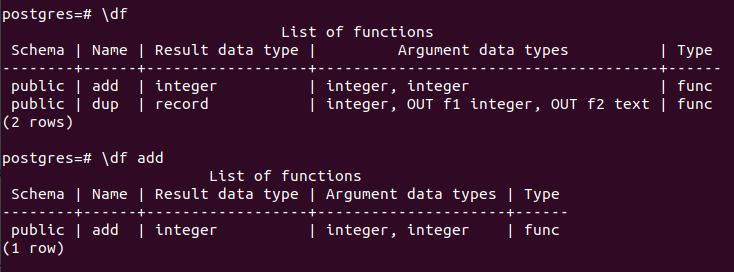 postgres=# \df
                                   List of functions
 Schema | Name | Result data type |         Argument data types         | Type
--------+------+------------------+-------------------------------------+------
 public | add  | integer          | integer, integer                    | func
 public | dup  | record           | integer, OUT f1 integer, OUT f2 text | func
(2 rows)
postgres=# \df add
                          List of functions
 Schema | Name | Result data type | Argument data types | Type
--------+------+------------------+---------------------+------
 public | add  | integer          | integer, integer    | func
(1 row)